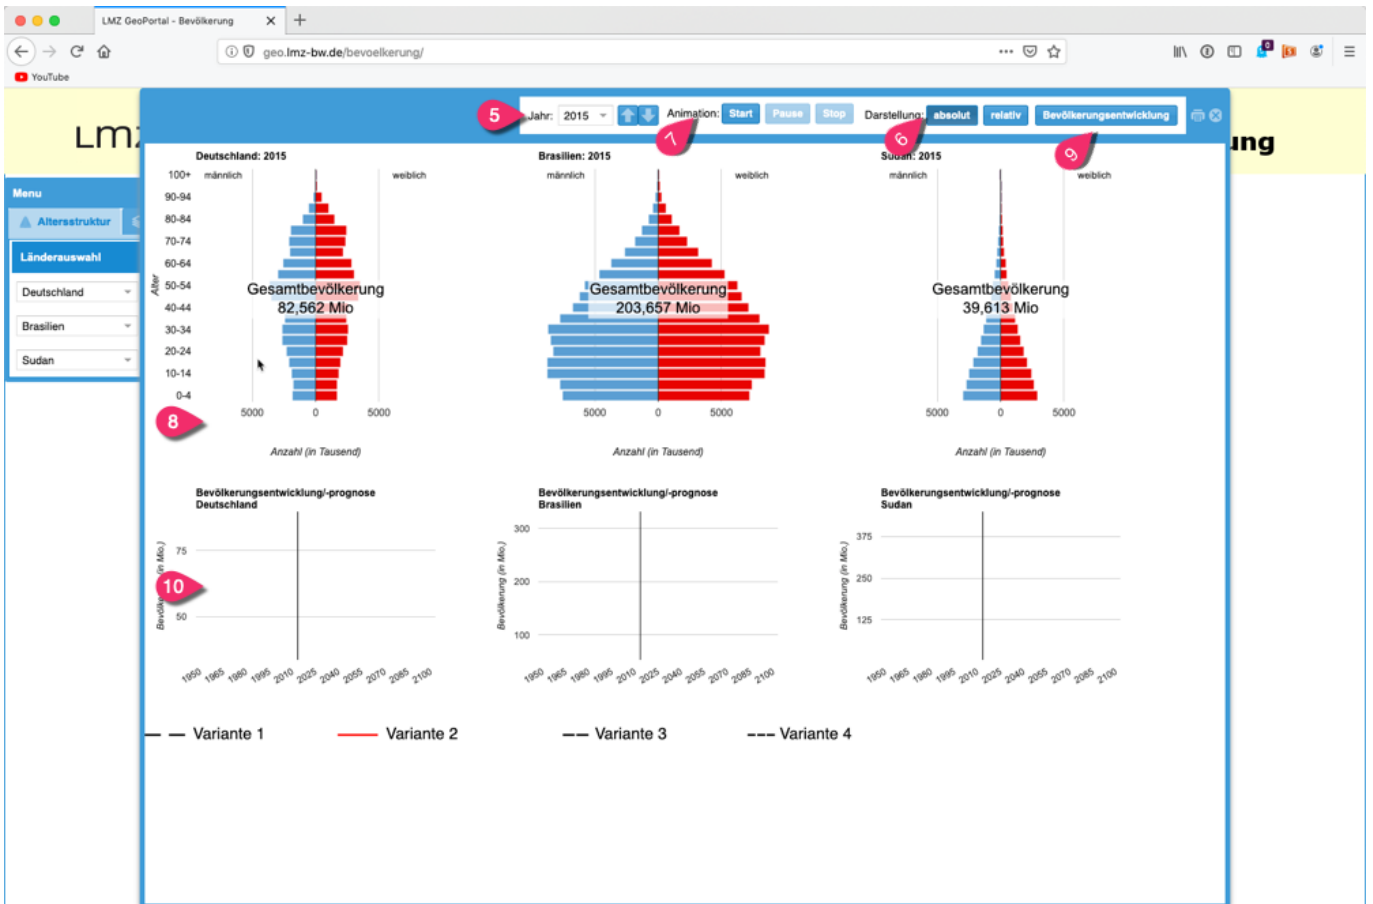 LMZ GeoPortal - Bevölkerung
geo.lmz-bw.de/bevoelkerung/
YouTube
5 Jahr: 2015 Animation: Start Pause Stop Darstellung: absolut relativ Bevölkerungsentwicklung
7 6 9
Lmz
ung
Menu
Altersstruktur
Länderauswahl
Deutschland
Brasilien
Sudan
Deutschland: 2015
männlich weiblich
100+
90-94
80-84
70-74
60-64
50-54
40-44
30-34
20-24
10-14
0-4
Alter
Gesamtbevölkerung
82,562 Mio
5000 0 5000
Anzahl (in Tausend)
8
Brasilien: 2015
männlich weiblich
Gesamtbevölkerung
203,657 Mio
5000 0 5000
Anzahl (in Tausend)
Sudan: 2015
männlich weiblich
Gesamtbevölkerung
39,613 Mio
5000 0 5000
Anzahl (in Tausend)
Bevölkerungsentwicklung/-prognose
Deutschland
75
50
Bevölkerung (in Mio.)
10
1950 1965 1980 1995 2010 2025 2040 2055 2070 2085 2100
Bevölkerungsentwicklung/-prognose
Brasilien
300
200
100
Bevölkerung (in Mio.)
1950 1965 1980 1995 2010 2025 2040 2055 2070 2085 2100
Bevölkerungsentwicklung/-prognose
Sudan
375
250
125
Bevölkerung (in Mio.)
1950 1965 1980 1995 2010 2025 2040 2055 2070 2085 2100
Variante 1 Variante 2 Variante 3 Variante 4